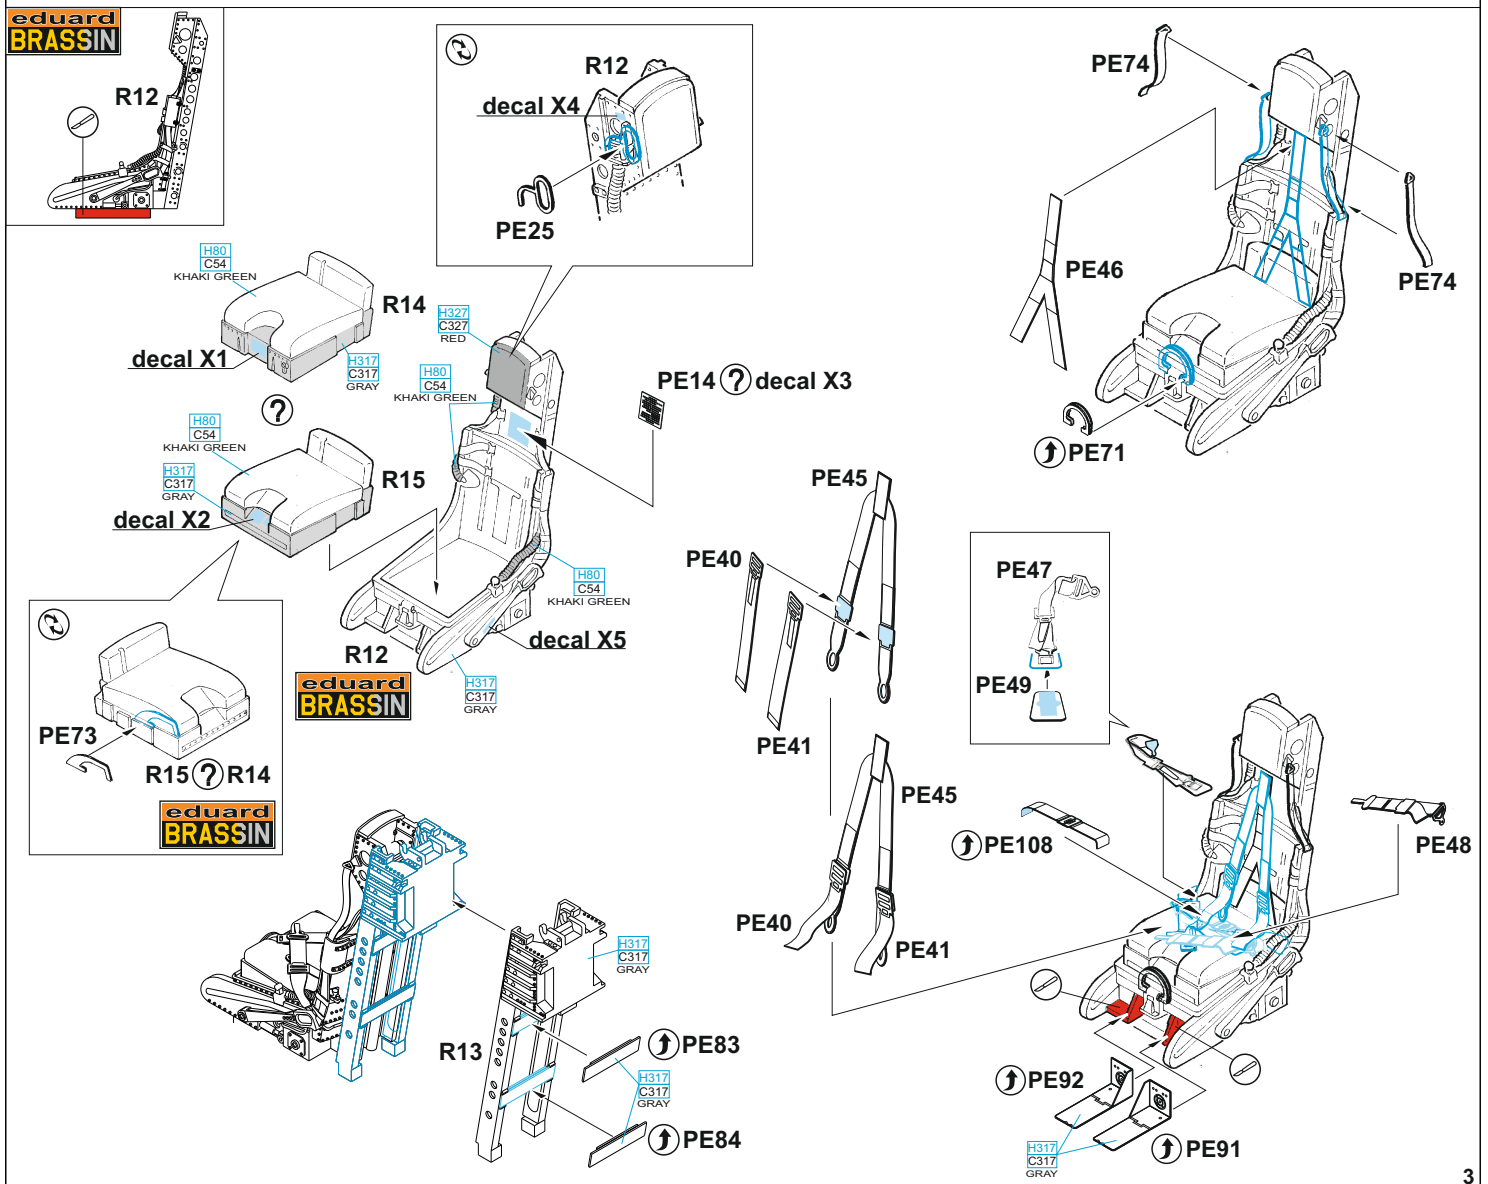 eduard
BRASSIN
R12
R12
decal X4
PE25
PE74
PE74
PE46
PE71
H80
C54
KHAKI GREEN
R14
decal X1
H317
C317
GRAY
?
H80
C54
KHAKI GREEN
H317
C317
GRAY
R15
decal X2
H327
C327
RED
H80
C54
KHAKI GREEN
PE14 ? decal X3
H80
C54
KHAKI GREEN
decal X5
R12
eduard
BRASSIN
H317
C317
GRAY
PE73
R15 ? R14
eduard
BRASSIN
PE45
PE40
PE41
PE45
PE40
PE41
PE47
PE49
PE108
PE48
R13
H317
C317
GRAY
PE83
H317
C317
GRAY
PE84
PE92
PE91
H317
C317
GRAY
3